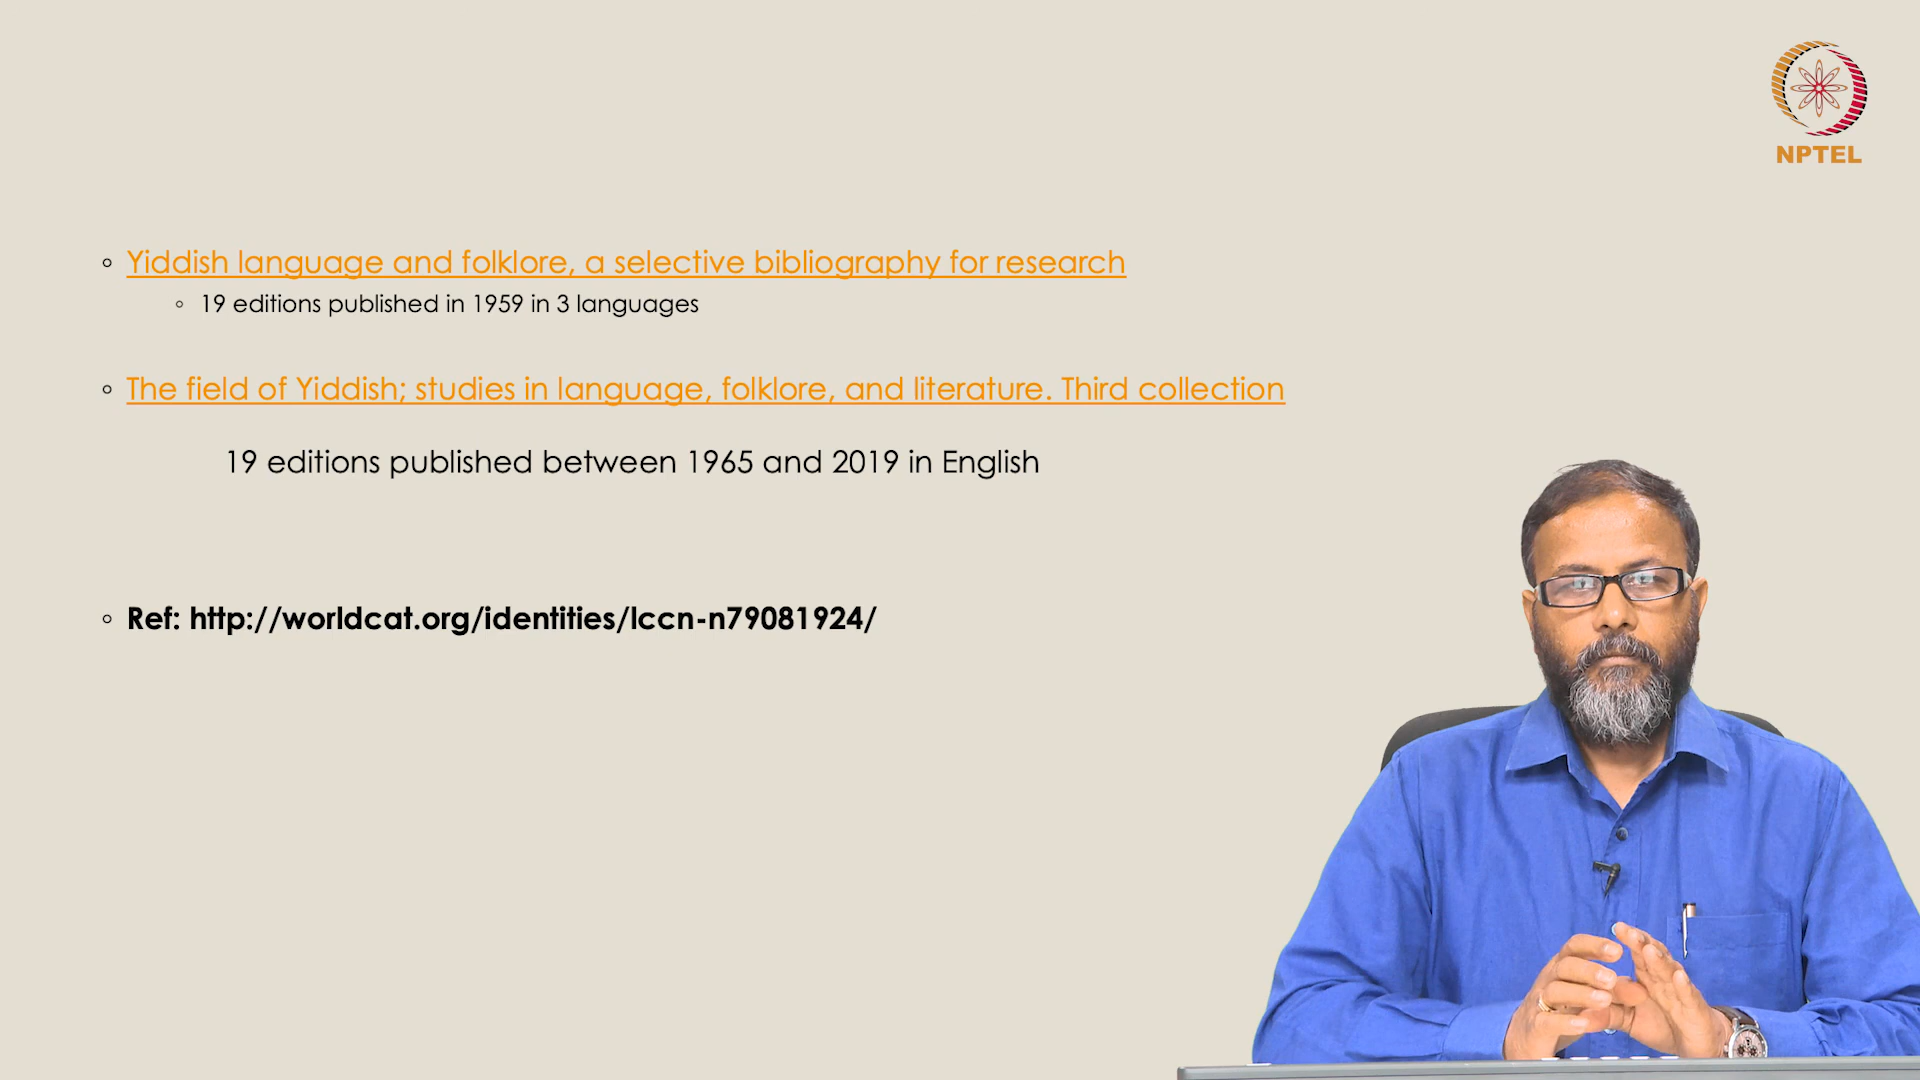 NPTEL
Yiddish language and folklore, a selective bibliography for research
19 editions published in 1959 in 3 languages
The field of Yiddish; studies in language, folklore, and literature. Third collection
19 editions published between 1965 and 2019 in English
Ref: http://worldcat.org/identities/lccn-n79081924/